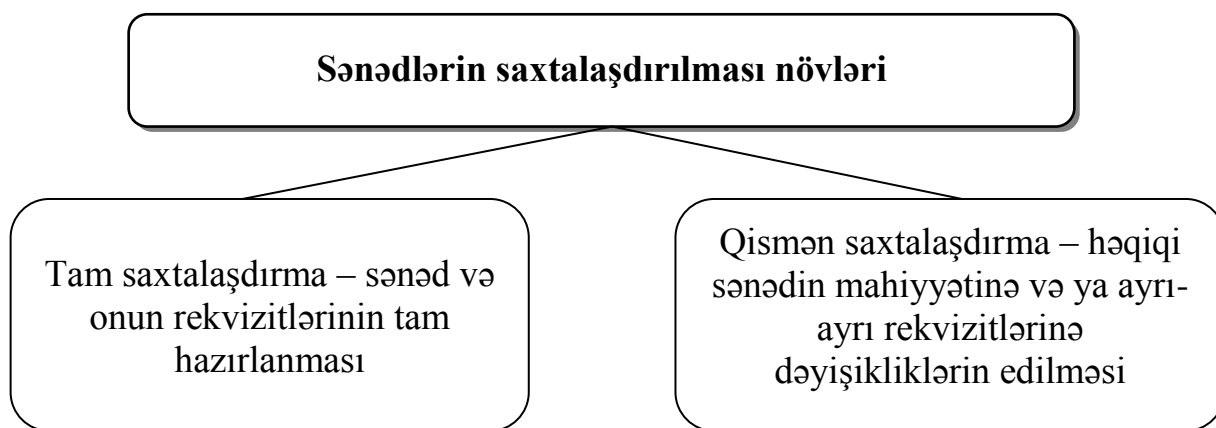 Sənədlərin saxtalaşdırılması növləri
Tam saxtalaşdırma – sənəd və
onun rekvizitlərinin tam
hazırlanması
Qismən saxtalaşdırma – həqiqi
sənədin mahiyyətinə və ya ayrı-
ayrı rekvizitlərinə
dəyişikliklərin edilməsi